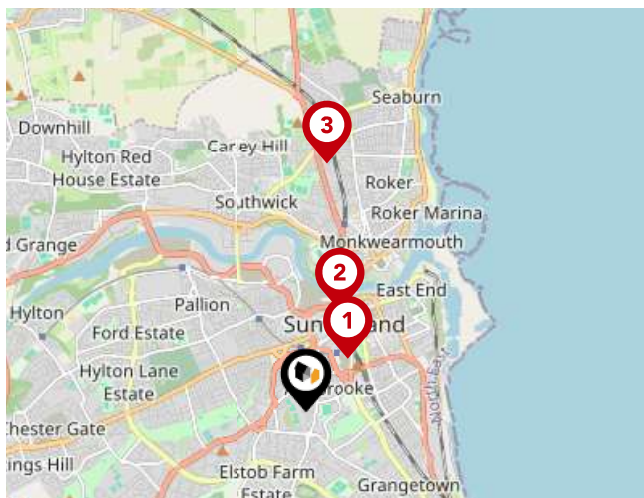 Seaburn
3
Downhill
Carey Hill
Hylton Red
House Estate
Roker
Southwick
Roker Marina
d Grange
Monkwearmouth
2
East End
Pallion
Hylton
1
Ford Estate
Hylton Lane
Estate
Chester Gate
ings Hill
Elstob Farm
Estate
Grangetown